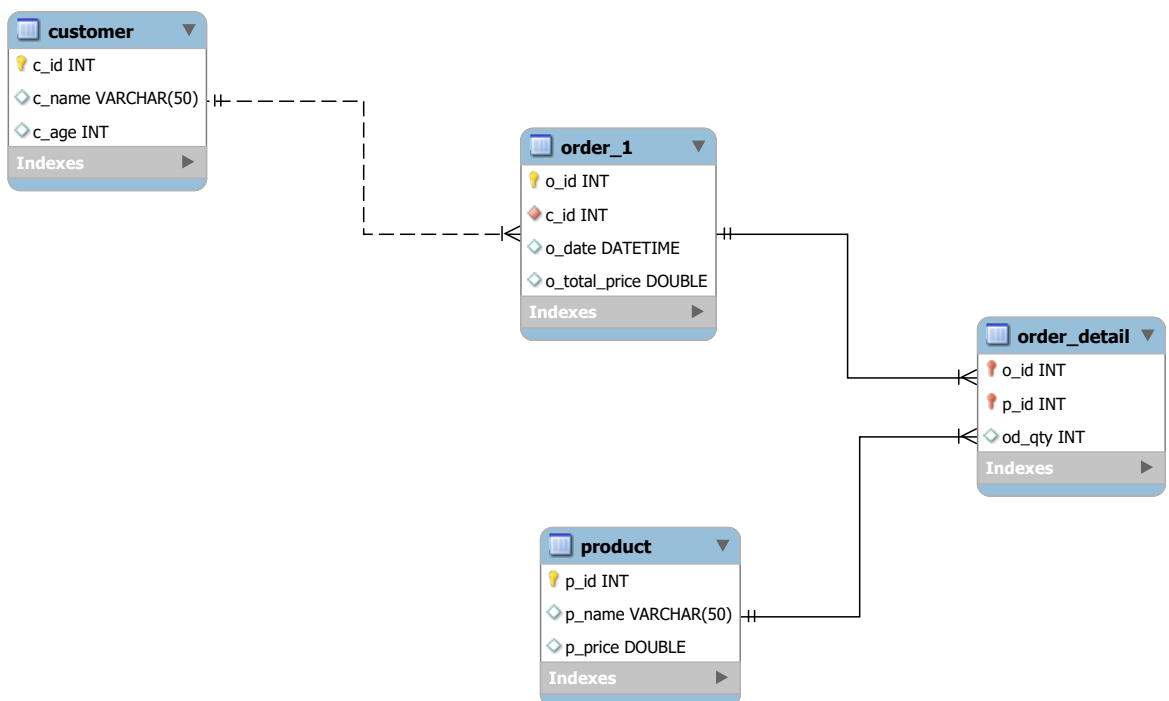 customer
c_id INT
c_name VARCHAR(50)
c_age INT
Indexes
order_1
o_id INT
c_id INT
o_date DATETIME
o_total_price DOUBLE
Indexes
order_detail
o_id INT
p_id INT
od_qty INT
Indexes
product
p_id INT
p_name VARCHAR(50)
p_price DOUBLE
Indexes